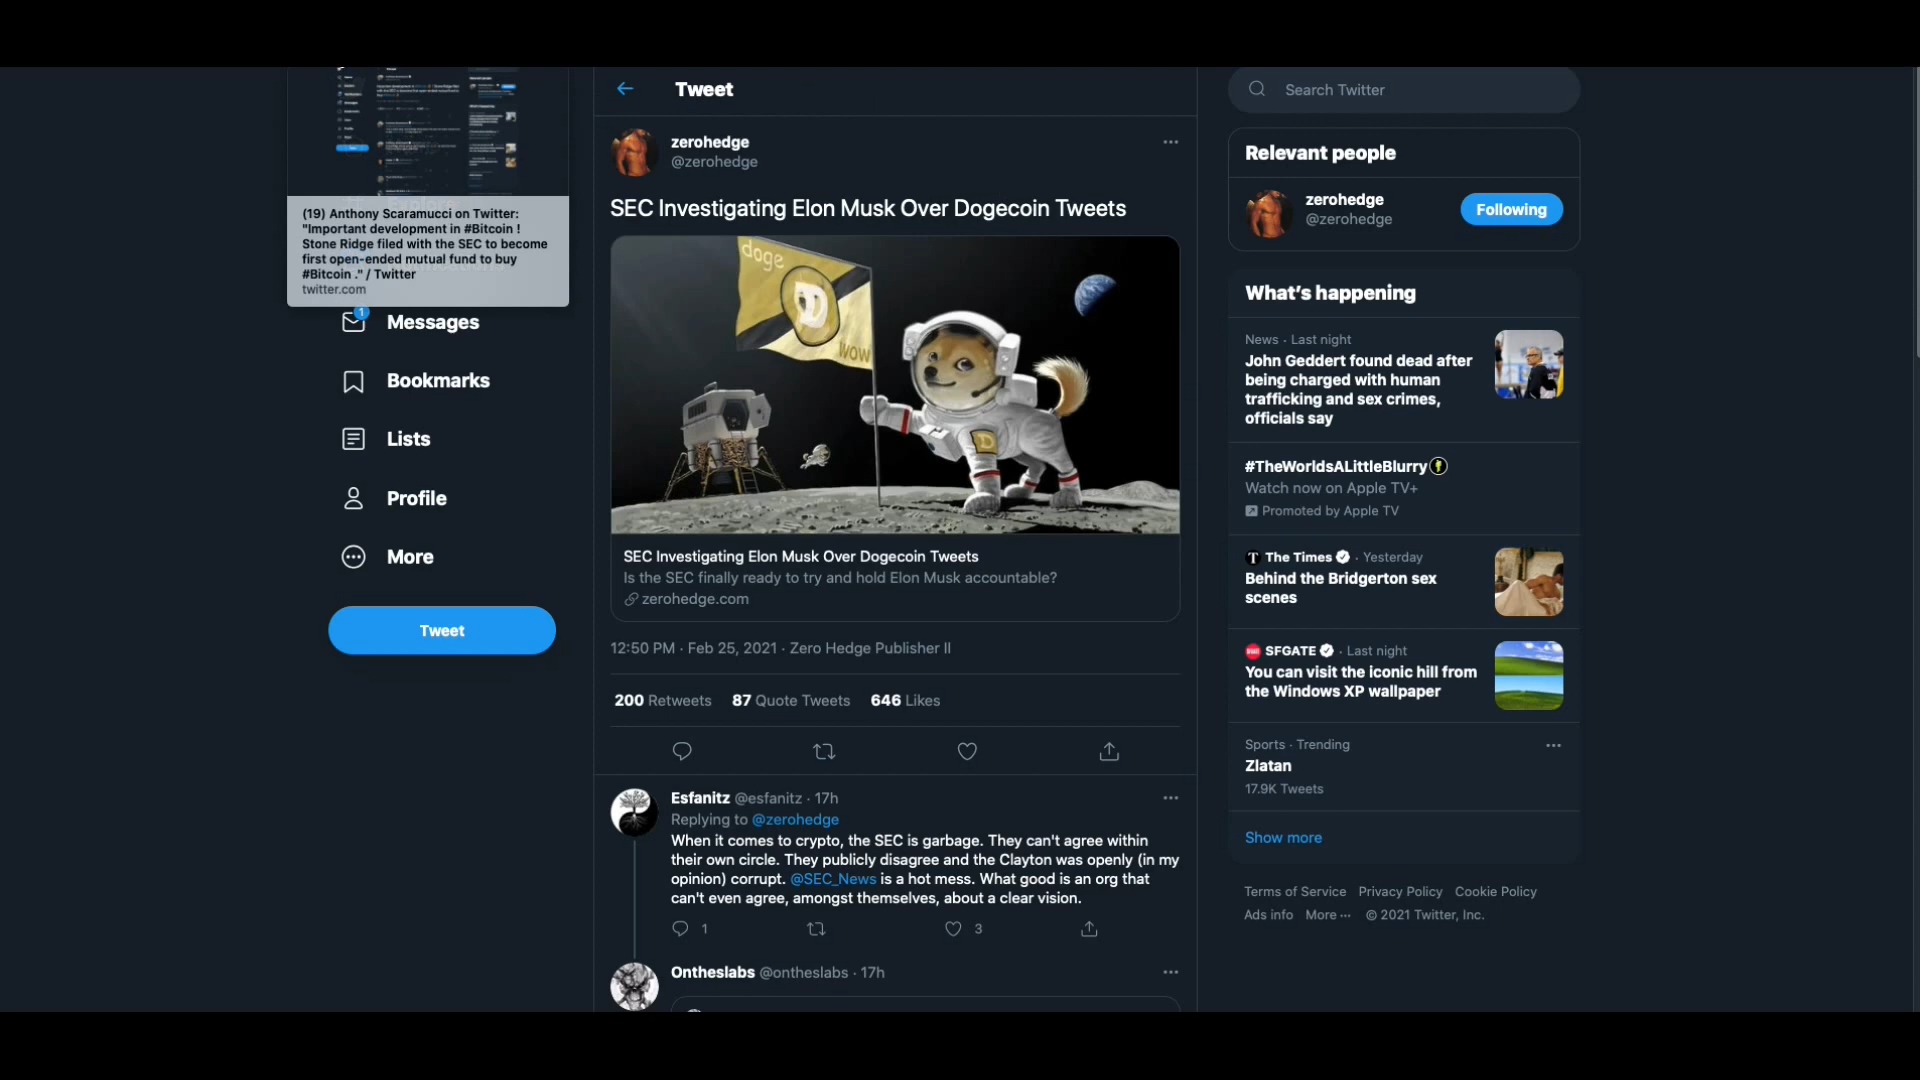 (19) Anthony Scaramucci on Twitter:
"Important development in #Bitcoin !
Stone Ridge filed with the SEC to become
first open-ended mutual fund to buy
#Bitcoin ." / Twitter
twitter.com
1
Messages
Bookmarks
Lists
Profile
More
Tweet
Tweet
zerohedge
@zerohedge
SEC Investigating Elon Musk Over Dogecoin Tweets
doge
WOW
SEC Investigating Elon Musk Over Dogecoin Tweets
Is the SEC finally ready to try and hold Elon Musk accountable?
zerohedge.com
12:50 PM · Feb 25, 2021 · Zero Hedge Publisher II
200 Retweets 87 Quote Tweets 646 Likes
Esfanitz @esfanitz · 17h
Replying to @zerohedge
When it comes to crypto, the SEC is garbage. They can't agree within
their own circle. They publicly disagree and the Clayton was openly (in my
opinion) corrupt. @SEC_News is a hot mess. What good is an org that
can't even agree, amongst themselves, about a clear vision.
1 3
Ontheslabs @ontheslabs · 17h
Search Twitter
Relevant people
zerohedge
@zerohedge
Following
What's happening
News · Last night
John Geddert found dead after
being charged with human
trafficking and sex crimes,
officials say
#TheWorldsALittleBlurry
Watch now on Apple TV+
Promoted by Apple TV
The Times · Yesterday
Behind the Bridgerton sex
scenes
SFGATE · Last night
You can visit the iconic hill from
the Windows XP wallpaper
Sports · Trending
Zlatan
17.9K Tweets
Show more
Terms of Service Privacy Policy Cookie Policy
Ads info More ··· © 2021 Twitter, Inc.